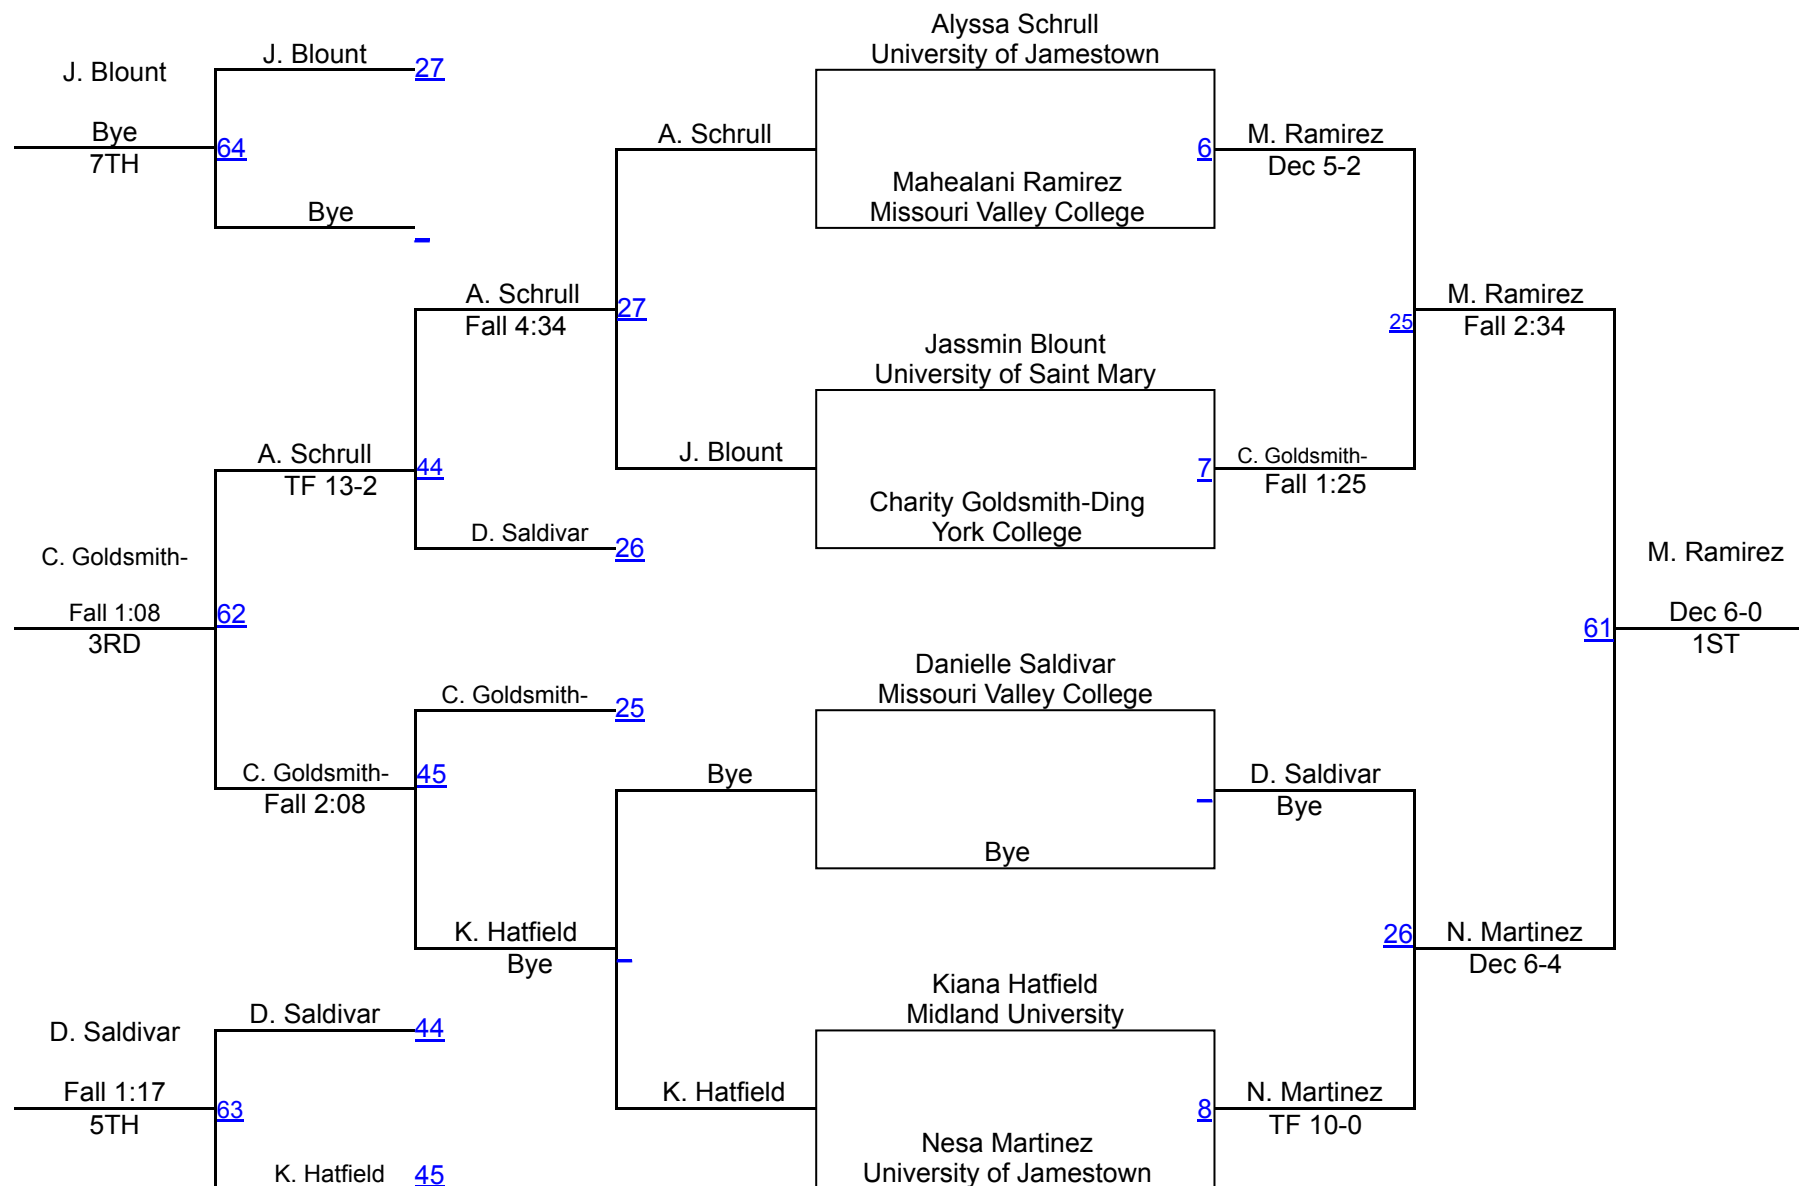 Alyssa Schrull
University of Jamestown
J. Blount
J. Blount
27
Bye
7TH
64
Bye
A. Schrull
6
M. Ramirez
Dec 5-2
Mahealani Ramirez
Missouri Valley College
A. Schrull
Fall 4:34
27
25
M. Ramirez
Fall 2:34
Jassmin Blount
University of Saint Mary
A. Schrull
TF 13-2
44
J. Blount
7
C. Goldsmith-
Fall 1:25
Charity Goldsmith-Ding
York College
D. Saldivar
26
C. Goldsmith-
Fall 1:08
3RD
62
M. Ramirez
Dec 6-0
1ST
61
Danielle Saldivar
Missouri Valley College
C. Goldsmith-
25
C. Goldsmith-
Fall 2:08
45
Bye
D. Saldivar
Bye
Bye
K. Hatfield
Bye
26
N. Martinez
Dec 6-4
Kiana Hatfield
Midland University
D. Saldivar
D. Saldivar
44
Fall 1:17
5TH
63
K. Hatfield
8
N. Martinez
TF 10-0
Nesa Martinez
University of Jamestown
K. Hatfield
45